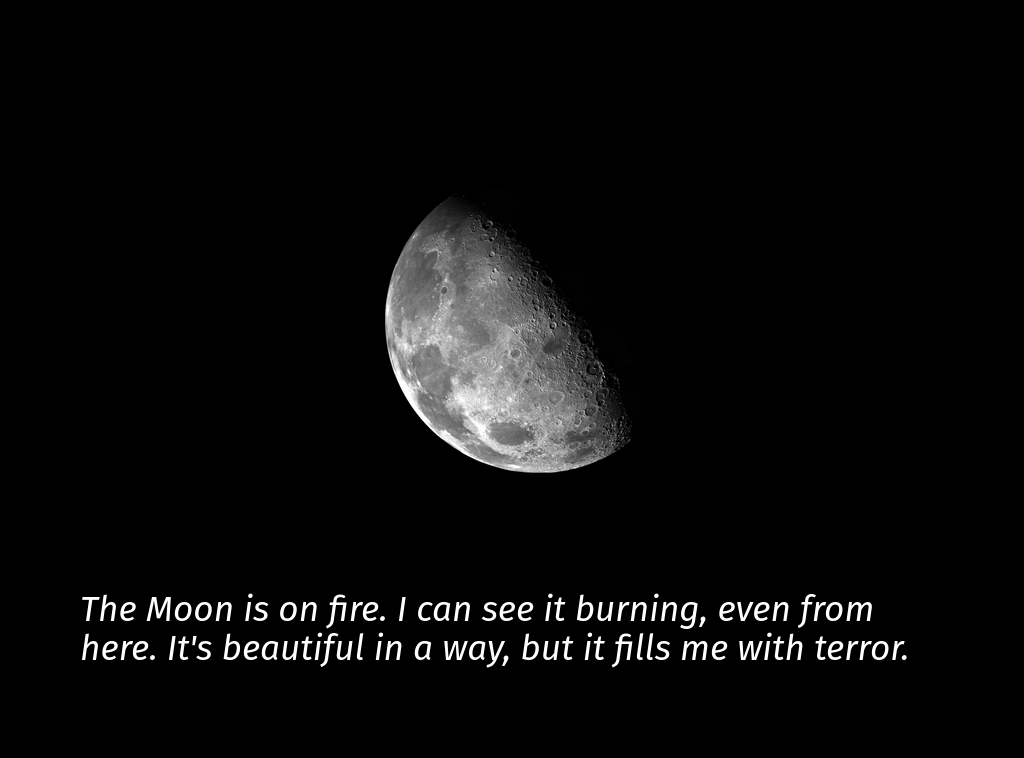 The Moon is on fire. I can see it burning, even from
here. It's beautiful in a way, but it fills me with terror.